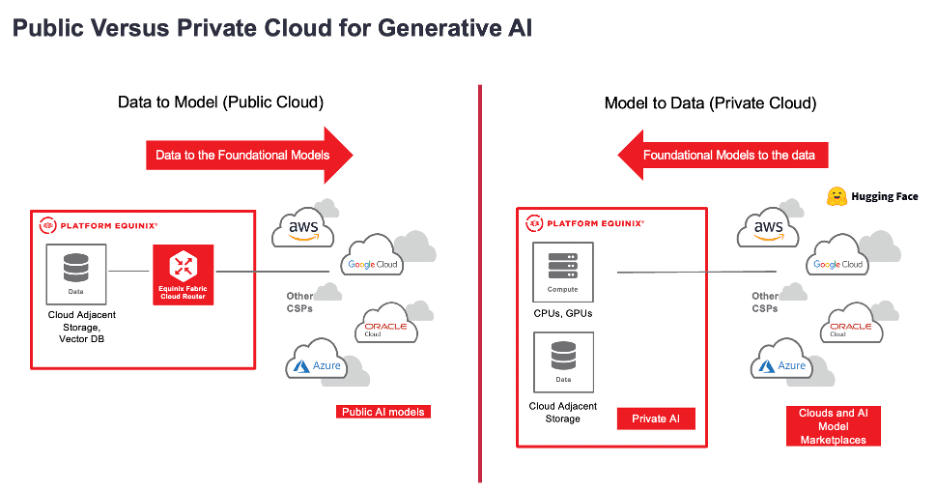 Public Versus Private Cloud for Generative AI
Data to Model (Public Cloud)
Data to the Foundational Models
PLATFORM EQUINIX®
Data
Equinix Fabric
Cloud Router
Cloud Adjacent
Storage,
Vector DB
aws
Google Cloud
Other
CSPs
ORACLE
Cloud
Azure
Public AI models
Model to Data (Private Cloud)
Foundational Models to the data
Hugging Face
PLATFORM EQUINIX®
Compute
CPUs, GPUs
Data
Cloud Adjacent
Storage
Private AI
aws
Google Cloud
Other
CSPs
ORACLE
Cloud
Azure
Clouds and AI
Model
Marketplaces